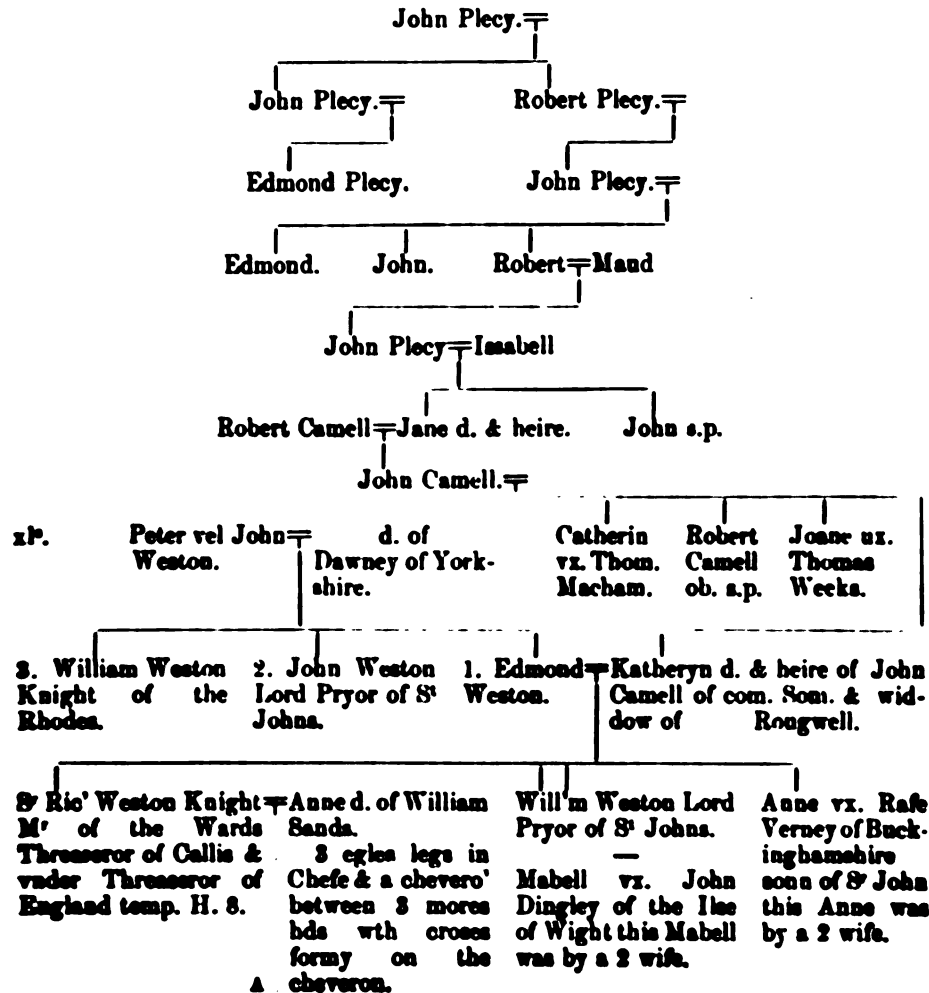 John Plecy.
John Plecy. Robert Plecy.
Edmond Plecy. John Plecy.
Edmond. John. Robert Maud
John Plecy Issabell
Robert Camell Jane d. & heire. John s.p.
John Camell.
xlº.
Peter vel John
Weston.
d. of
Dawney of York-
shire.
Catherin
vx. Thom.
Macham.
Robert
Camell
ob. s.p.
Joane ux.
Thomas
Weeks.
3. William Weston
Knight of the
Rhodes.
2. John Weston
Lord Pryor of Sᵗ
Johns.
1. Edmond
Weston.
Katheryn d. & heire of John
Camell of com. Som. & wid-
dow of Rongwell.
Sʳ Ric' Weston Knight
Mʳ of the Wards
Threaseror of Callis &
vnder Threaseror of
England temp. H. 8.
Anne d. of William
Sands.
3 egles legs in
Chefe & a chevero'
between 3 mores
hds wth croses
formy on the
cheveron.
A
Will'm Weston Lord
Pryor of Sᵗ Johns.
—
Mabell vx. John
Dingley of the Ile
of Wight this Mabell
was by a 2 wife.
Anne vx. Rafe
Verney of Buck-
inghamshire
sonn of Sʳ John
this Anne was
by a 2 wife.